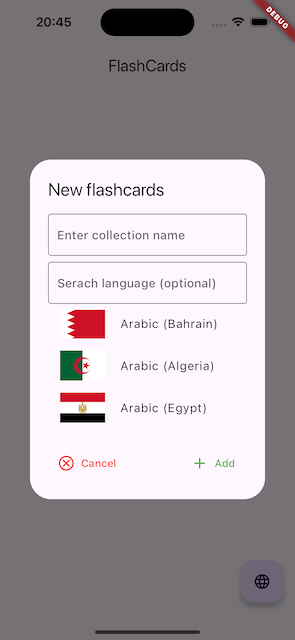 20:45
DEBUG
FlashCards
New flashcards
Enter collection name
Serach language (optional)
Arabic (Bahrain)
Arabic (Algeria)
Arabic (Egypt)
Cancel
Add